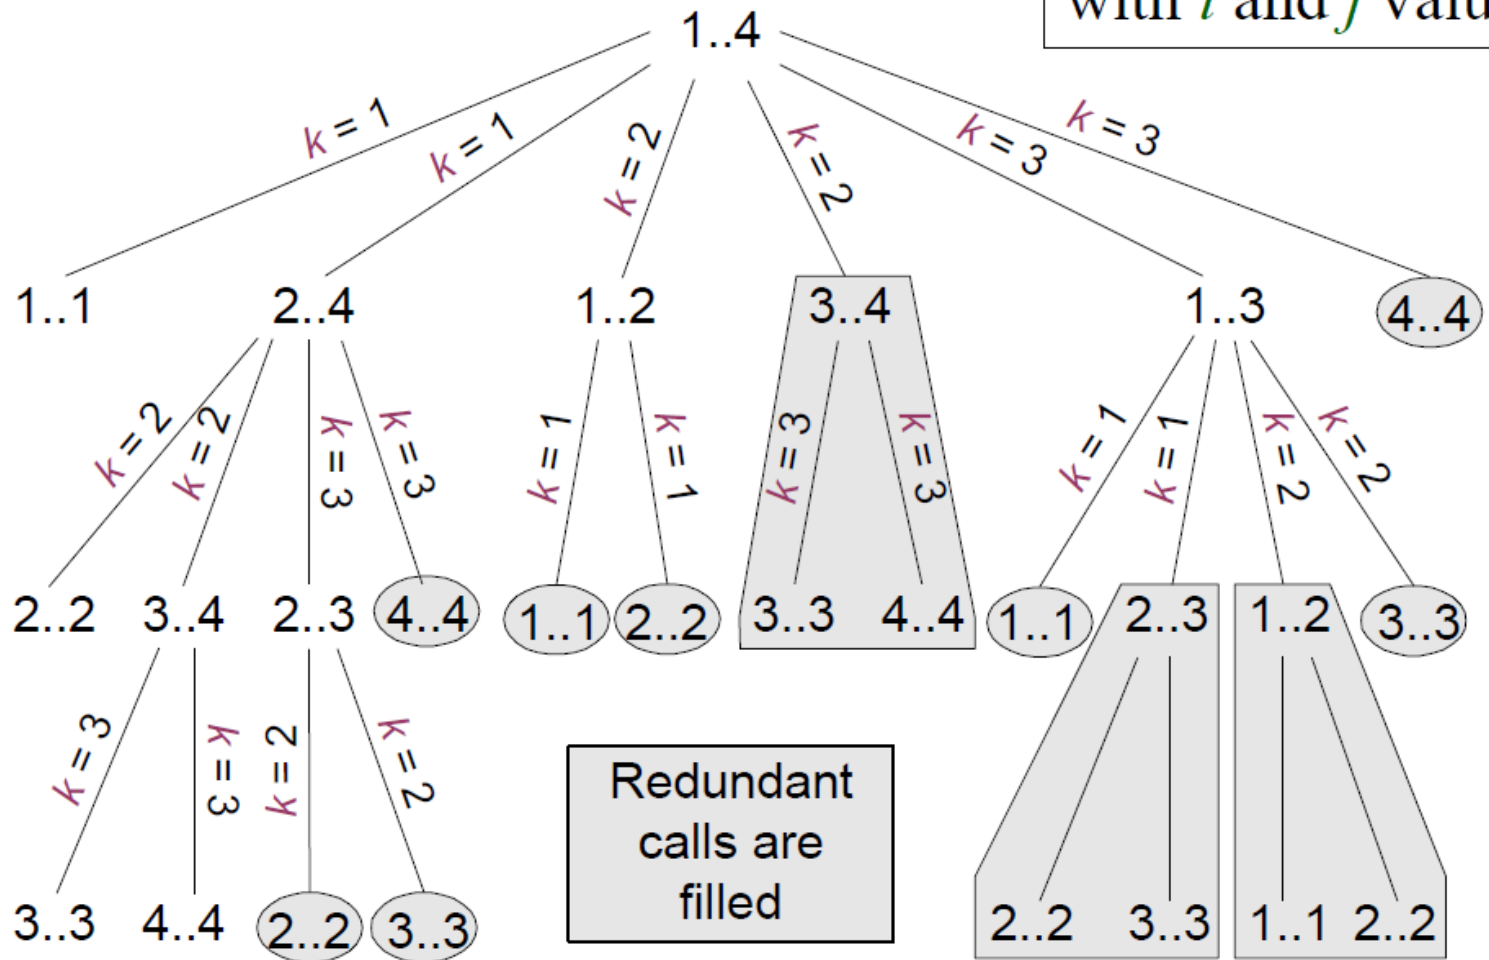 with i and j valu
1..4
k = 1
k = 1
k = 2
k = 2
k = 3
k = 3
1..1
2..4
1..2
3..4
1..3
4..4
k = 2
k = 2
k = 3
k = 3
k = 1
k = 1
k = 3
k = 3
k = 1
k = 1
k = 2
k = 2
2..2
3..4
2..3
4..4
1..1
2..2
3..3
4..4
1..1
2..3
1..2
3..3
k = 3
k = 3
k = 2
k = 2
Redundant
calls are
filled
3..3
4..4
2..2
3..3
2..2
3..3
1..1
2..2